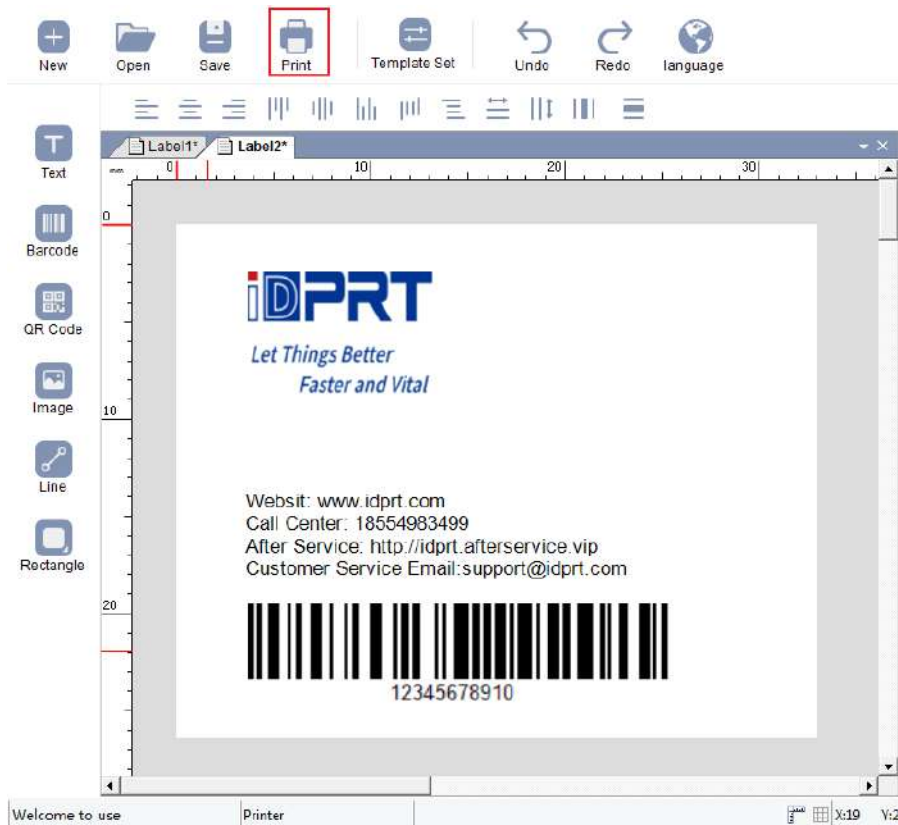 New Open Save Print Template Set Undo Redo language
Label1* Label2*
mm 0 10 20 30
Text
0
Barcode
QR Code
iDPRT
Let Things Better
Faster and Vital
Image
10
Line
Websit: www.idprt.com
Call Center: 18554983499
After Service: http://idprt.afterservice.vip
Customer Service Email:support@idprt.com
Rectangle
20
12345678910
Welcome to use Printer X:19 Y:2